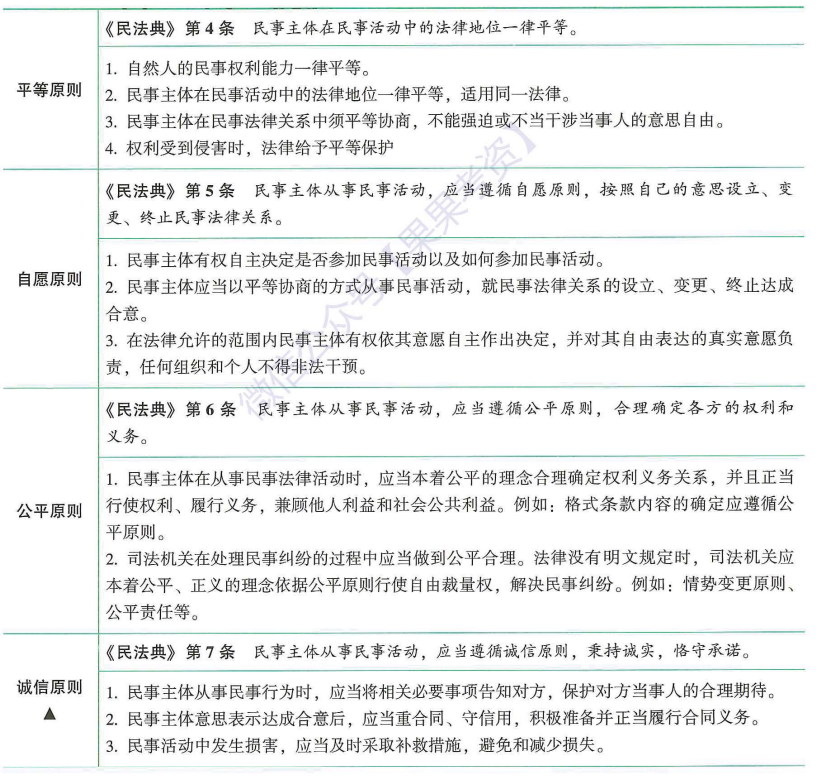 《民法典》第 4 条 民事主体在民事活动中的法律地位一律平等。
平等原则
1. 自然人的民事权利能力一律平等。
2. 民事主体在民事活动中的法律地位一律平等，适用同一法律。
3. 民事主体在民事法律关系中须平等协商，不能强迫或不当干涉当事人的意思自由。
4. 权利受到侵害时，法律给予平等保护
《民法典》第 5 条 民事主体从事民事活动，应当遵循自愿原则，按照自己的意思设立、变
更、终止民事法律关系。
自愿原则
1. 民事主体有权自主决定是否参加民事活动以及如何参加民事活动。
2. 民事主体应当以平等协商的方式从事民事活动，就民事法律关系的设立、变更、终止达成
合意。
3. 在法律允许的范围内民事主体有权依其意愿自主作出决定，并对其自由表达的真实意愿负
责，任何组织和个人不得非法干预。
《民法典》第 6 条 民事主体从事民事活动，应当遵循公平原则，合理确定各方的权利和
义务。
公平原则
1. 民事主体在从事民事法律活动时，应当本着公平的理念合理确定权利义务关系，并且正当
行使权利、履行义务，兼顾他人利益和社会公共利益。例如：格式条款内容的确定应遵循公
平原则。
2. 司法机关在处理民事纠纷的过程中应当做到公平合理。法律没有明文规定时，司法机关应
本着公平、正义的理念依据公平原则行使自由裁量权，解决民事纠纷。例如：情势变更原则、
公平责任等。
《民法典》第 7 条 民事主体从事民事活动，应当遵循诚信原则，秉持诚实，恪守承诺。
诚信原则
▲
1. 民事主体从事民事行为时，应当将相关必要事项告知对方，保护对方当事人的合理期待。
2. 民事主体意思表示达成合意后，应当重合同、守信用，积极准备并正当履行合同义务。
3. 民事活动中发生损害，应当及时采取补救措施，避免和减少损失。
微信公众号【果果考资】